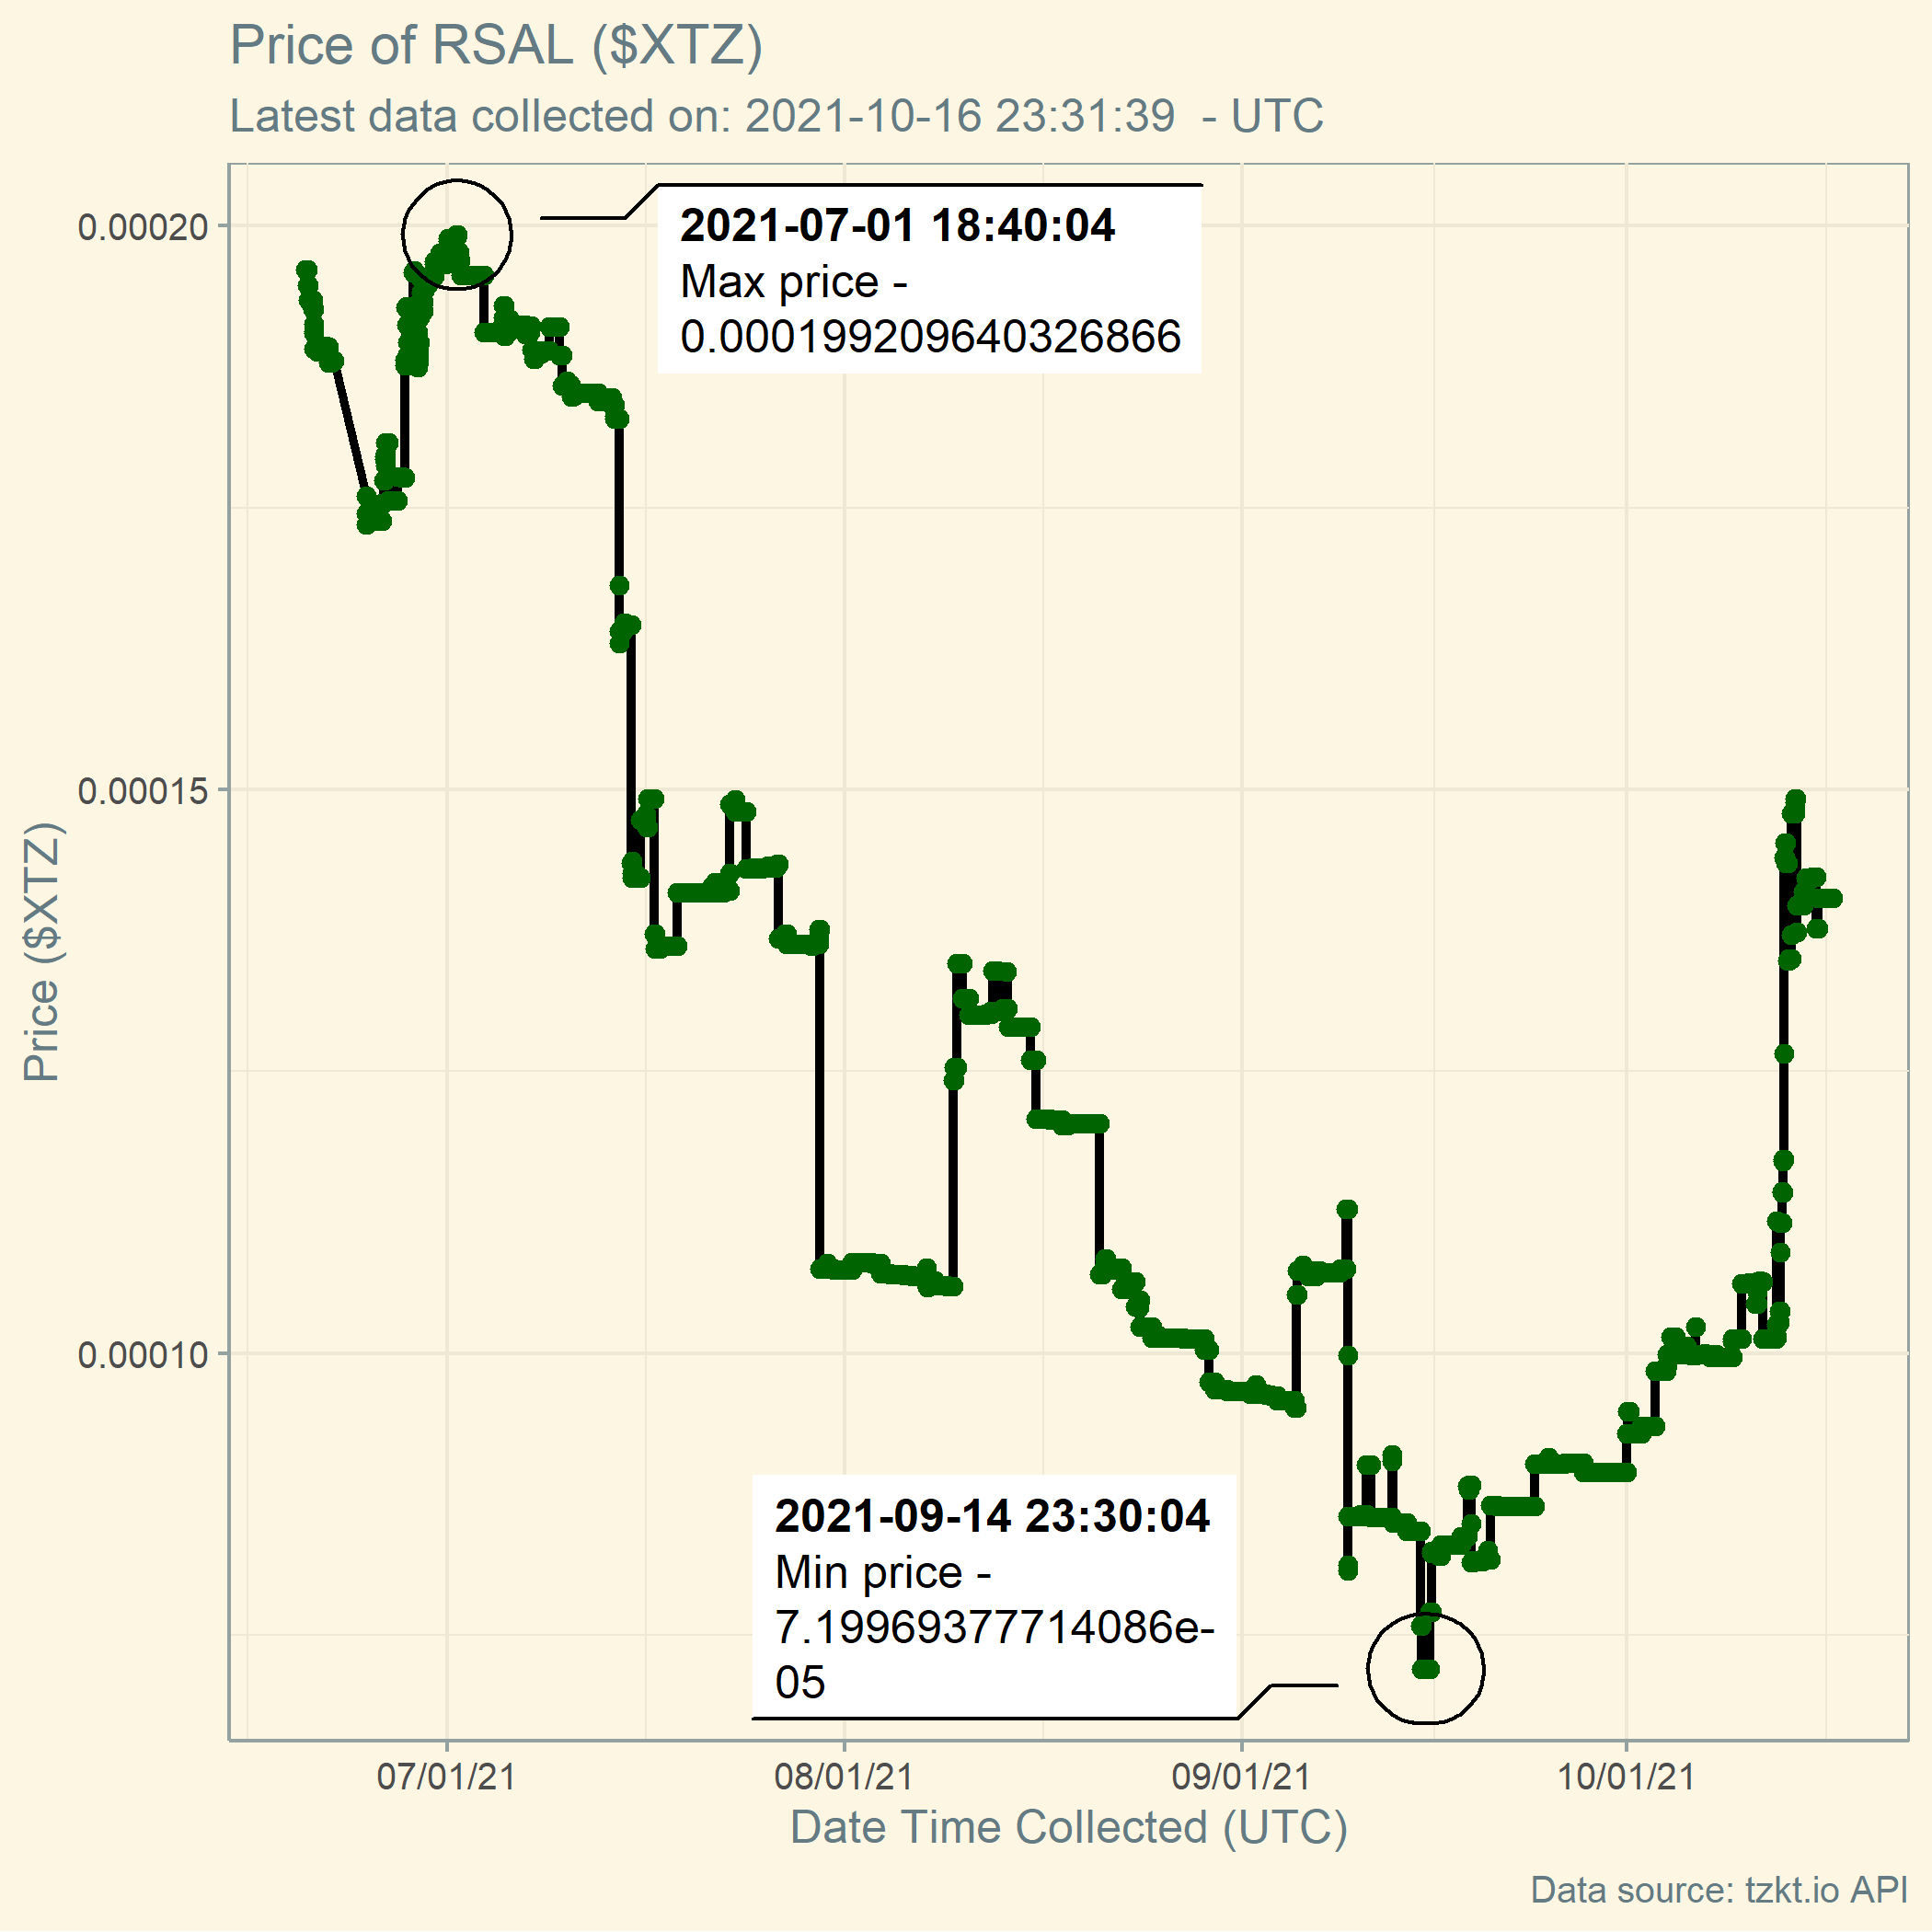 Price of RSAL ($XTZ)
Latest data collected on: 2021-10-16 23:31:39  - UTC
2021-07-01 18:40:04
Max price -
0.000199209640326866
0.00020
0.00015
0.00010
Price ($XTZ)
2021-09-14 23:30:04
Min price -
7.19969377714086e-
05
07/01/21
08/01/21
09/01/21
10/01/21
Date Time Collected (UTC)
Data source: tzkt.io API